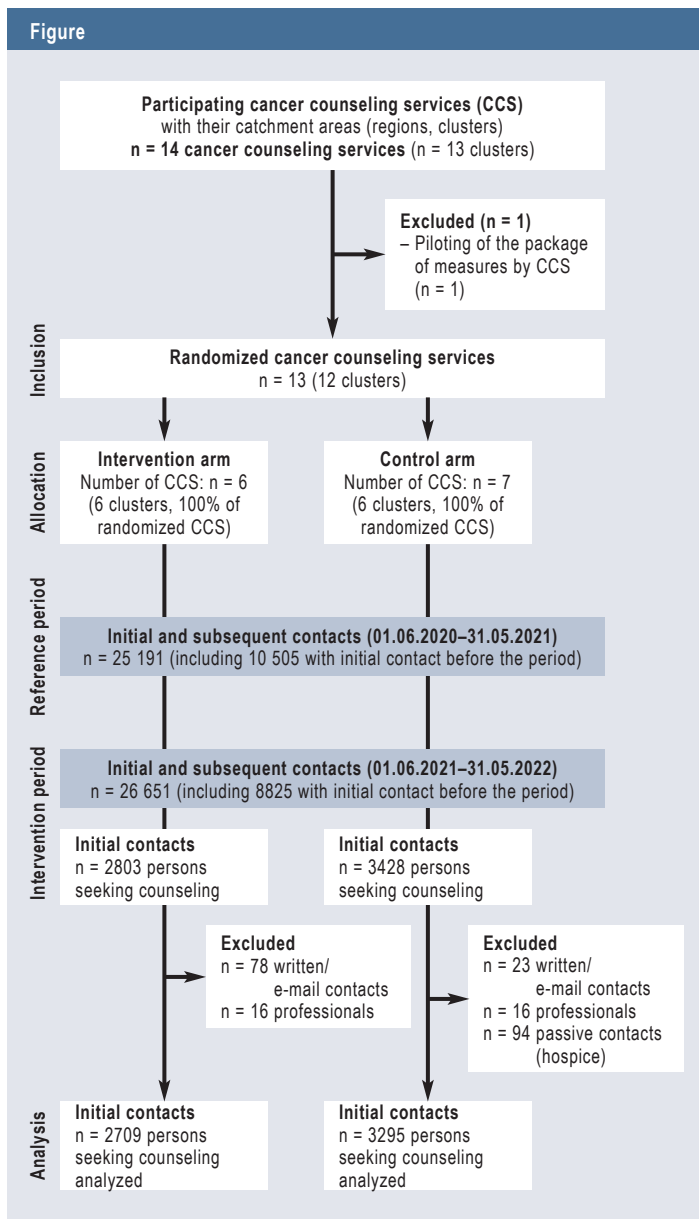 Figure
Participating cancer counseling services (CCS)
with their catchment areas (regions, clusters)
n = 14 cancer counseling services (n = 13 clusters)
Excluded (n = 1)
– Piloting of the package
of measures by CCS
(n = 1)
Inclusion
Randomized cancer counseling services
n = 13 (12 clusters)
Allocation
Intervention arm
Number of CCS: n = 6
(6 clusters, 100% of
randomized CCS)
Control arm
Number of CCS: n = 7
(6 clusters, 100% of
randomized CCS)
Reference period
Initial and subsequent contacts (01.06.2020–31.05.2021)
n = 25 191 (including 10 505 with initial contact before the period)
Intervention period
Initial and subsequent contacts (01.06.2021–31.05.2022)
n = 26 651 (including 8825 with initial contact before the period)
Initial contacts
n = 2803 persons
seeking counseling
Initial contacts
n = 3428 persons
seeking counseling
Excluded
n = 78 written/
e-mail contacts
n = 16 professionals
Excluded
n = 23 written/
e-mail contacts
n = 16 professionals
n = 94 passive contacts
(hospice)
Analysis
Initial contacts
n = 2709 persons
seeking counseling
analyzed
Initial contacts
n = 3295 persons
seeking counseling
analyzed